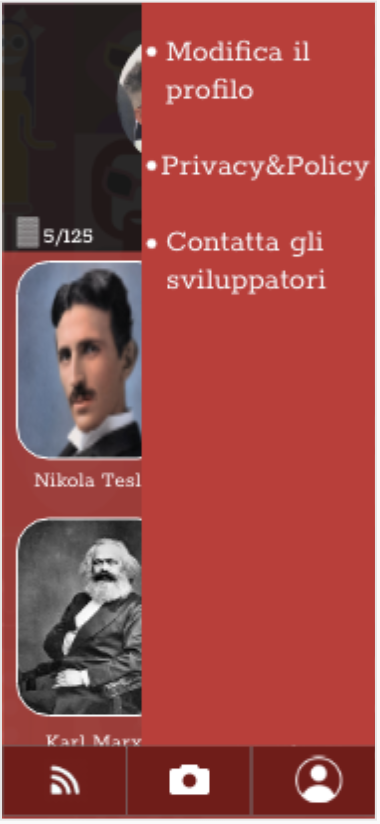 • Modifica il
profilo
•Privacy&Policy
5/125
• Contatta gli
sviluppatori
Nikola Tesl
Karl Marx